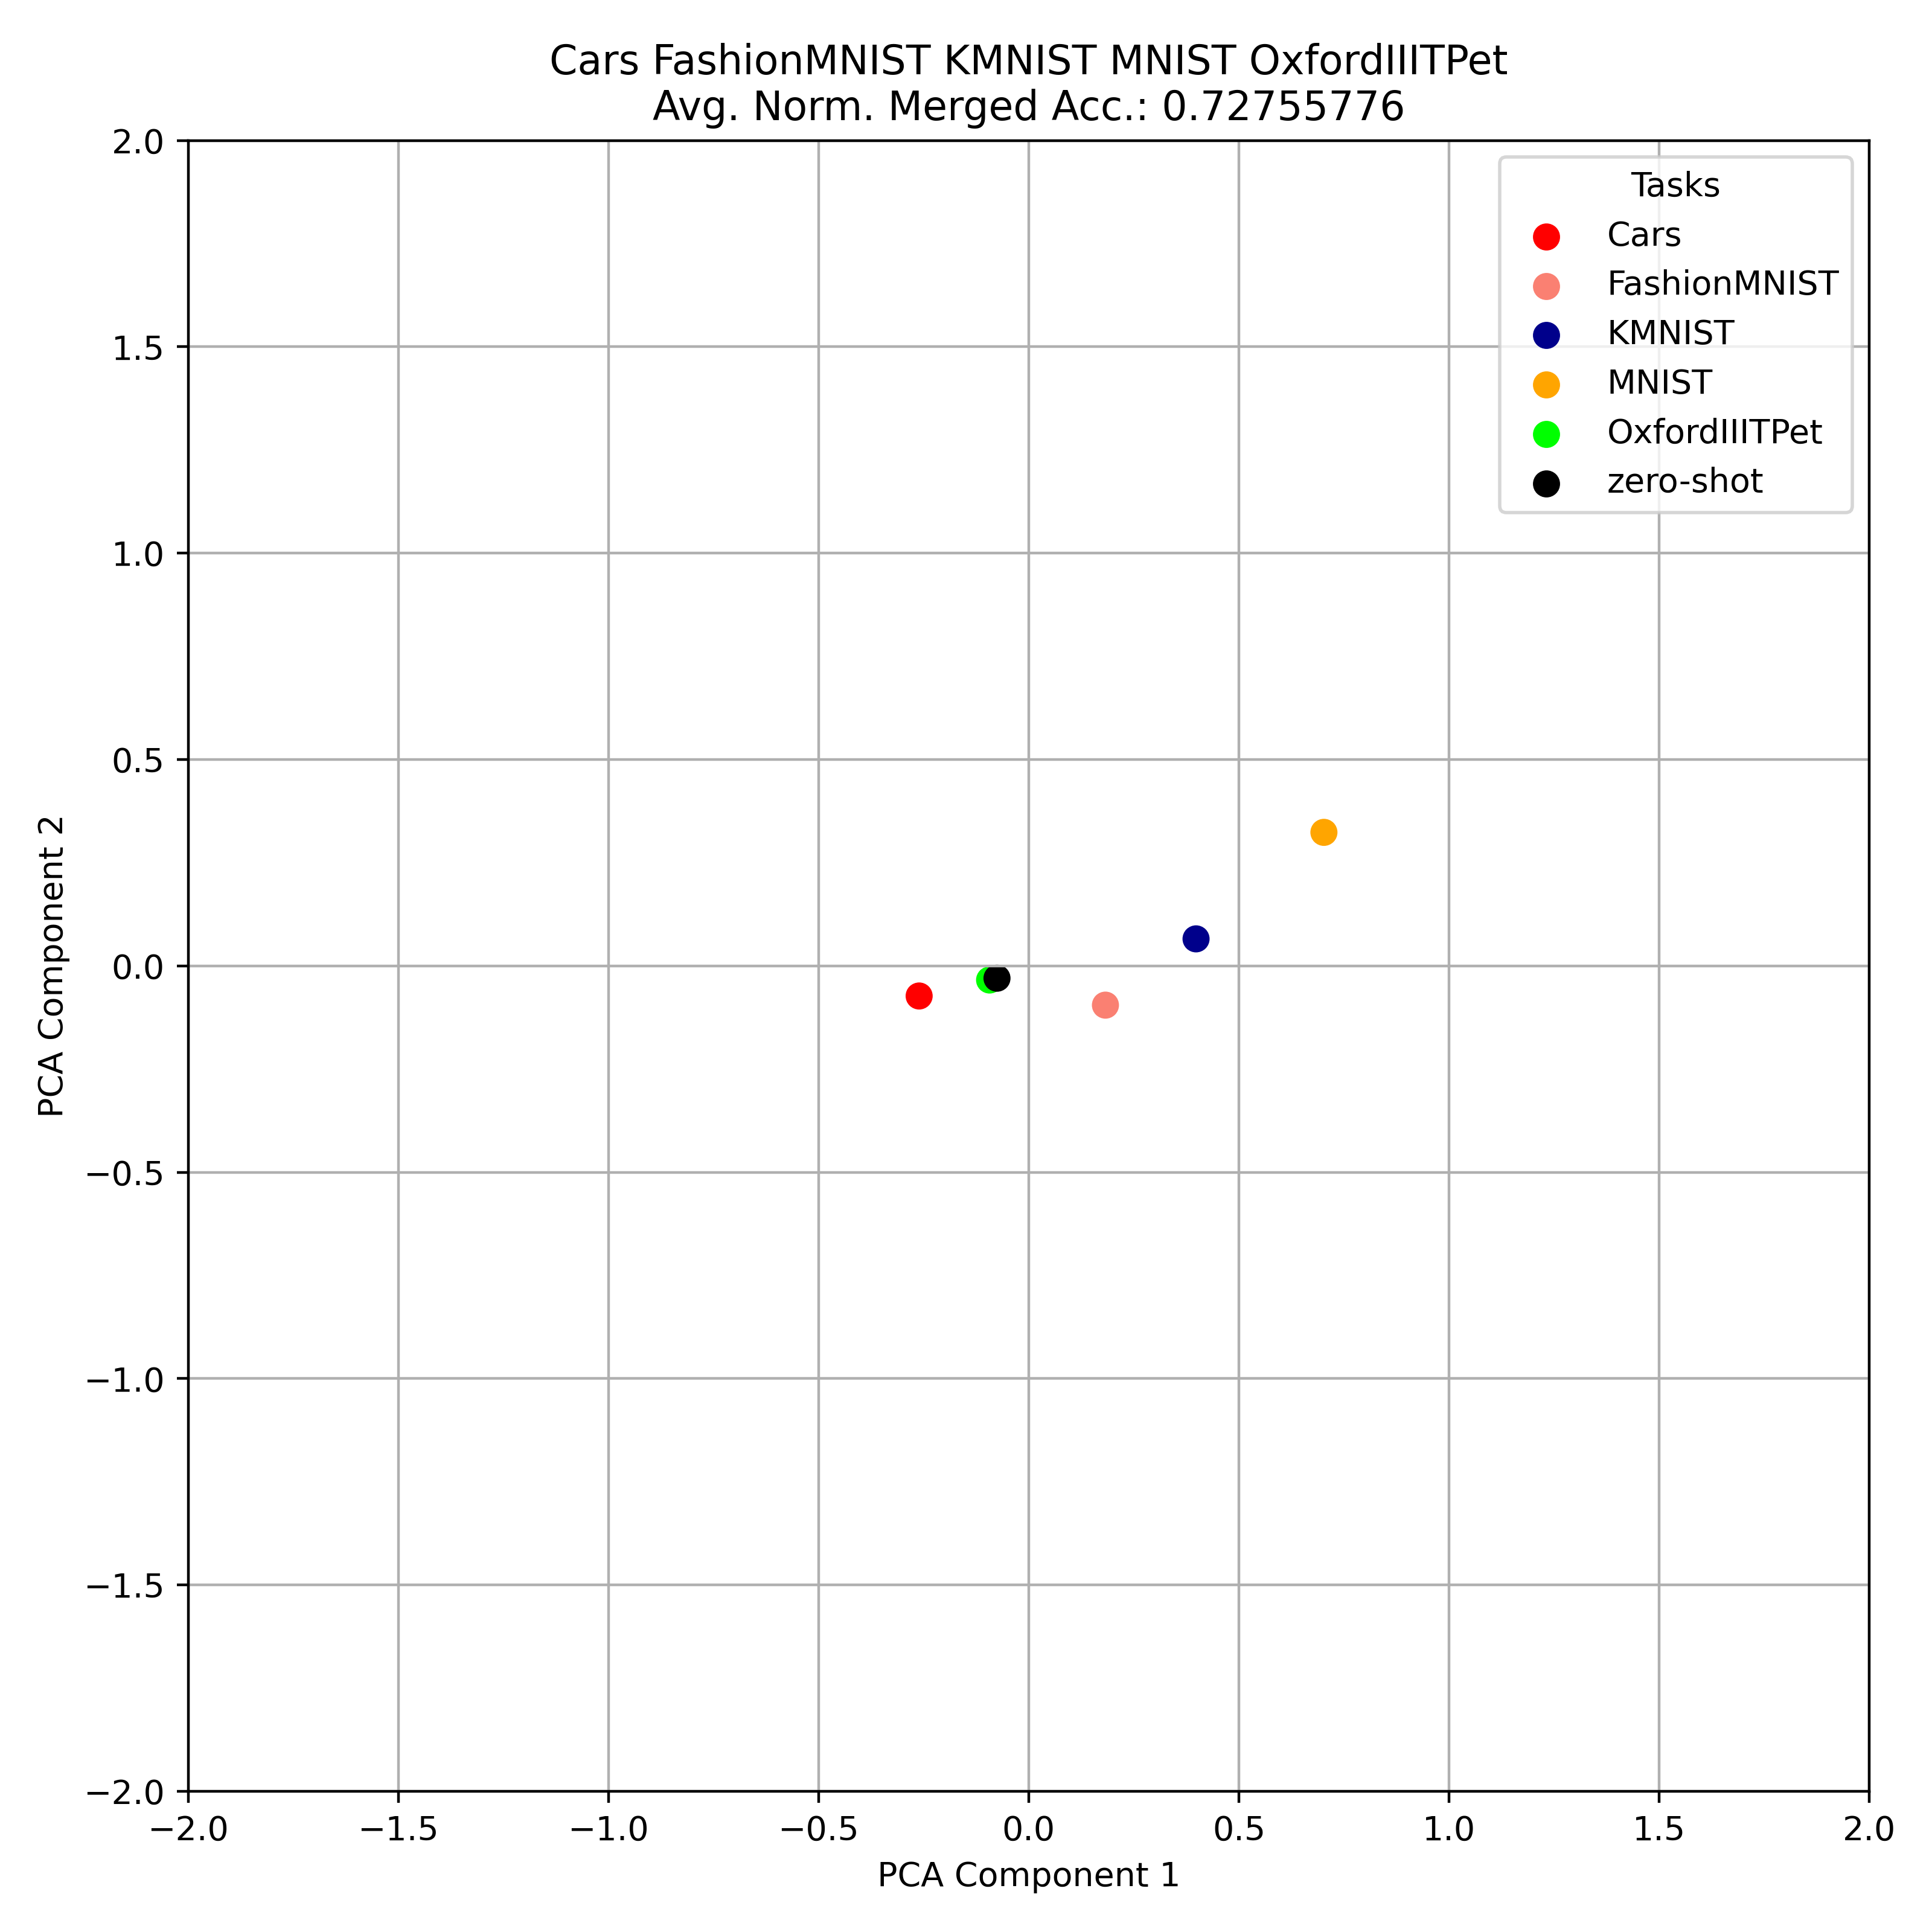 Cars FashionMNIST KMNIST MNIST OxfordIIITPet
Avg. Norm. Merged Acc.: 0.72755776
Tasks
Cars
FashionMNIST
KMNIST
MNIST
OxfordIIITPet
zero-shot
2.0
1.5
1.0
0.5
0.0
−0.5
−1.0
−1.5
−2.0
PCA Component 2
−2.0 −1.5 −1.0 −0.5 0.0 0.5 1.0 1.5 2.0
PCA Component 1